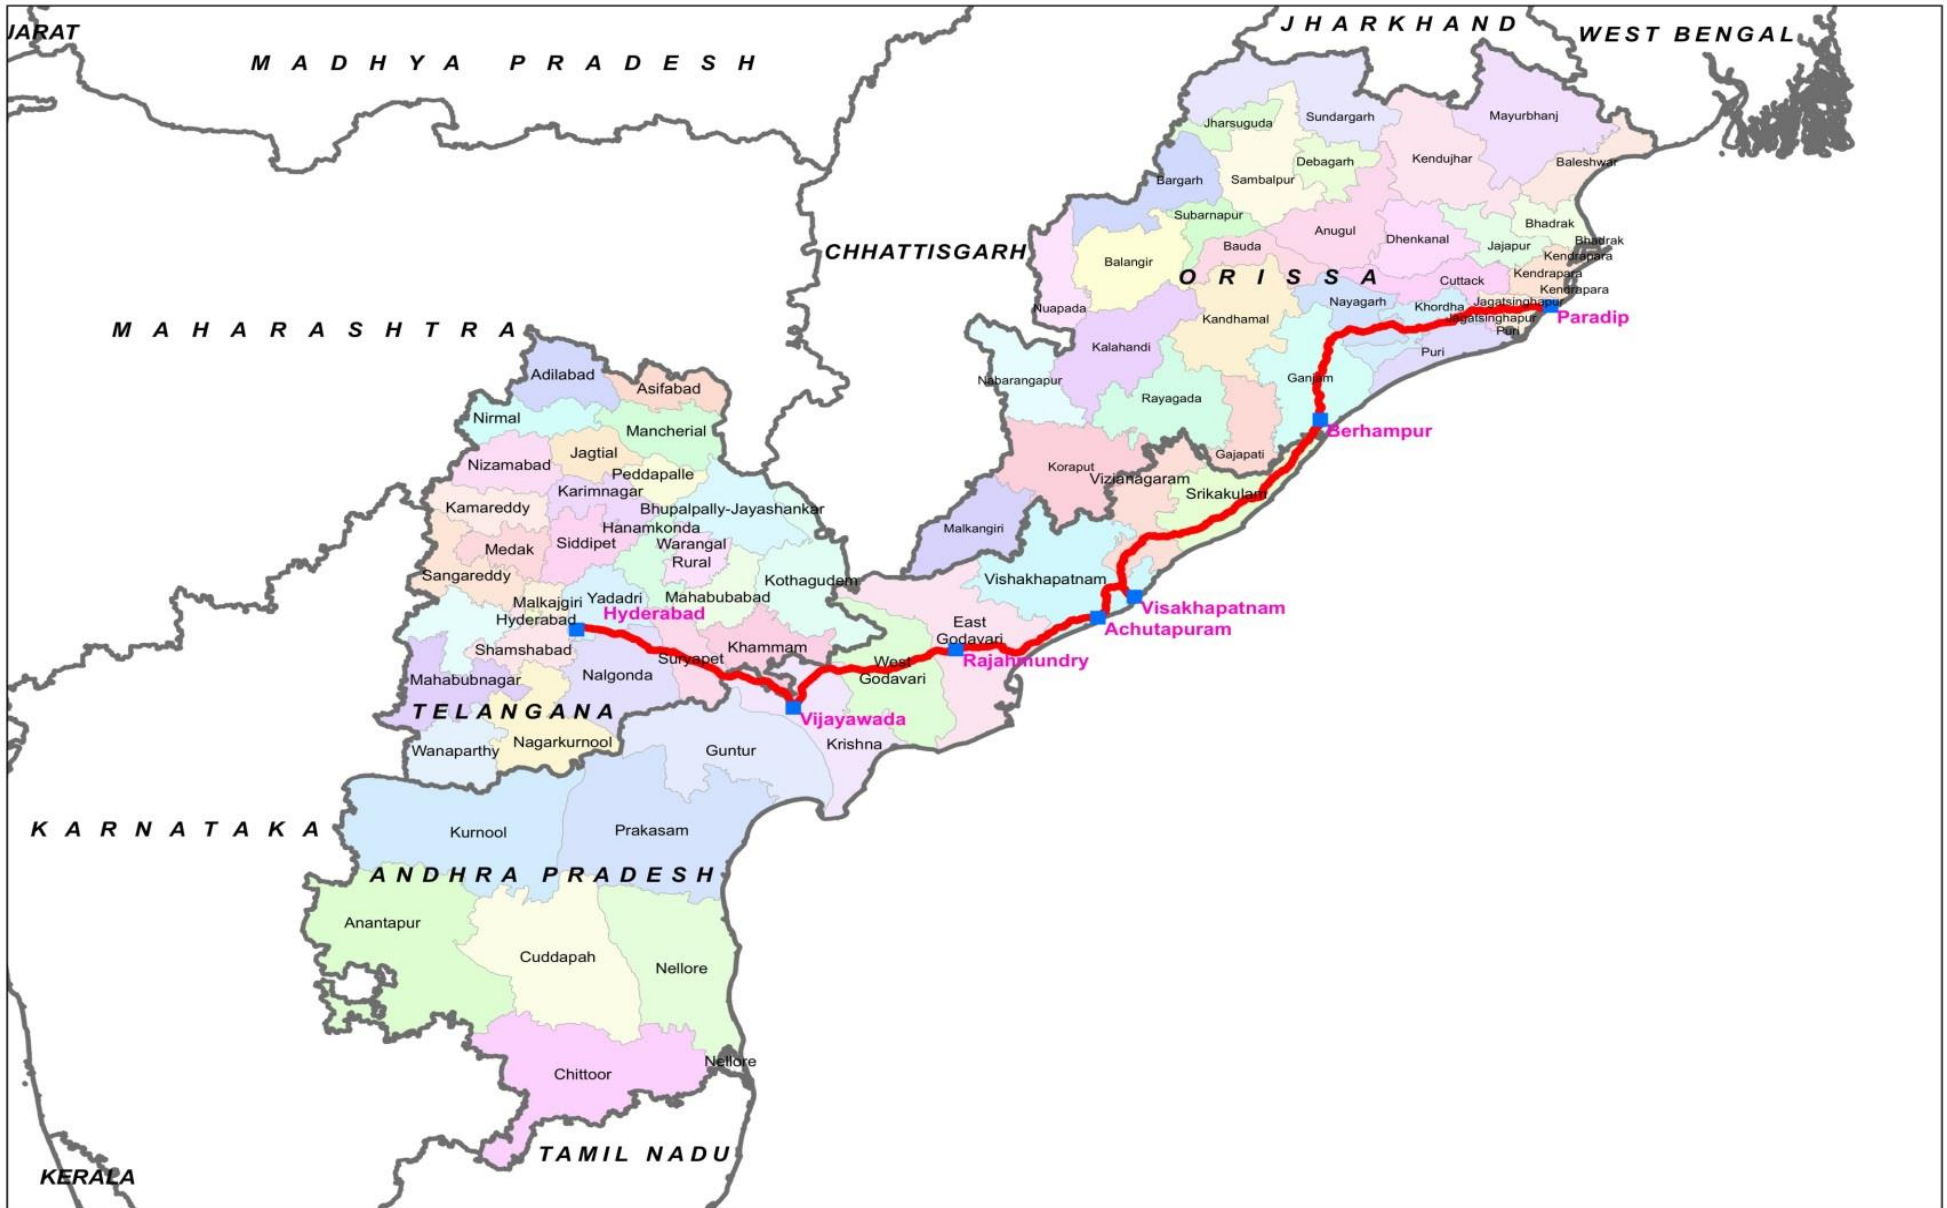 JARAT
MADHYA PRADESH
JHARKHAND
WEST BENGAL
Mayurbhanj
Sundargarh
Jharsuguda
Debagarh
Kendujhar
Baleshwar
Bargarh
Sambalpur
Subarnapur
Bhadrak
Anugul
Dhenkanal
Bhadrak
Bauda
Jajapur
CHHATTISGARH
Balangir
Kendrapara
ORISSA
Kendrapara
Cuttack
Kendrapara
Nuapada
Nayagarh
Khordha
Jagatsinghapur
Jagatsinghapur
Paradip
Kandhamal
Puri
MAHARASHTRA
Kalahandi
Puri
Adilabad
Asifabad
Nabarangapur
Ganjam
Rayagada
Nirmal
Mancherial
Berhampur
Jagtial
Gajapati
Nizamabad
Koraput
Peddapalle
Vizianagaram
Karimnagar
Srikakulam
Kamareddy
Bhupalpally-Jayashankar
Hanamkonda
Malkangiri
Medak
Siddipet
Warangal
Rural
Sangareddy
Kothagudem
Vishakhapatnam
Malkajgiri
Yadadri
Mahabubabad
Hyderabad
Hyderabad
Visakhapatnam
Achutapuram
East
Godavari
Shamshabad
Khammam
Suryapet
Rajahmundry
West
Godavari
Mahabubnagar
Nalgonda
TELANGANA
Vijayawada
Wanaparthy
Nagarkurnool
Guntur
Krishna
KARNATAKA
Kurnool
Prakasam
ANDHRA PRADESH
Anantapur
Cuddapah
Nellore
Nellore
Chittoor
TAMIL NADU
KERALA